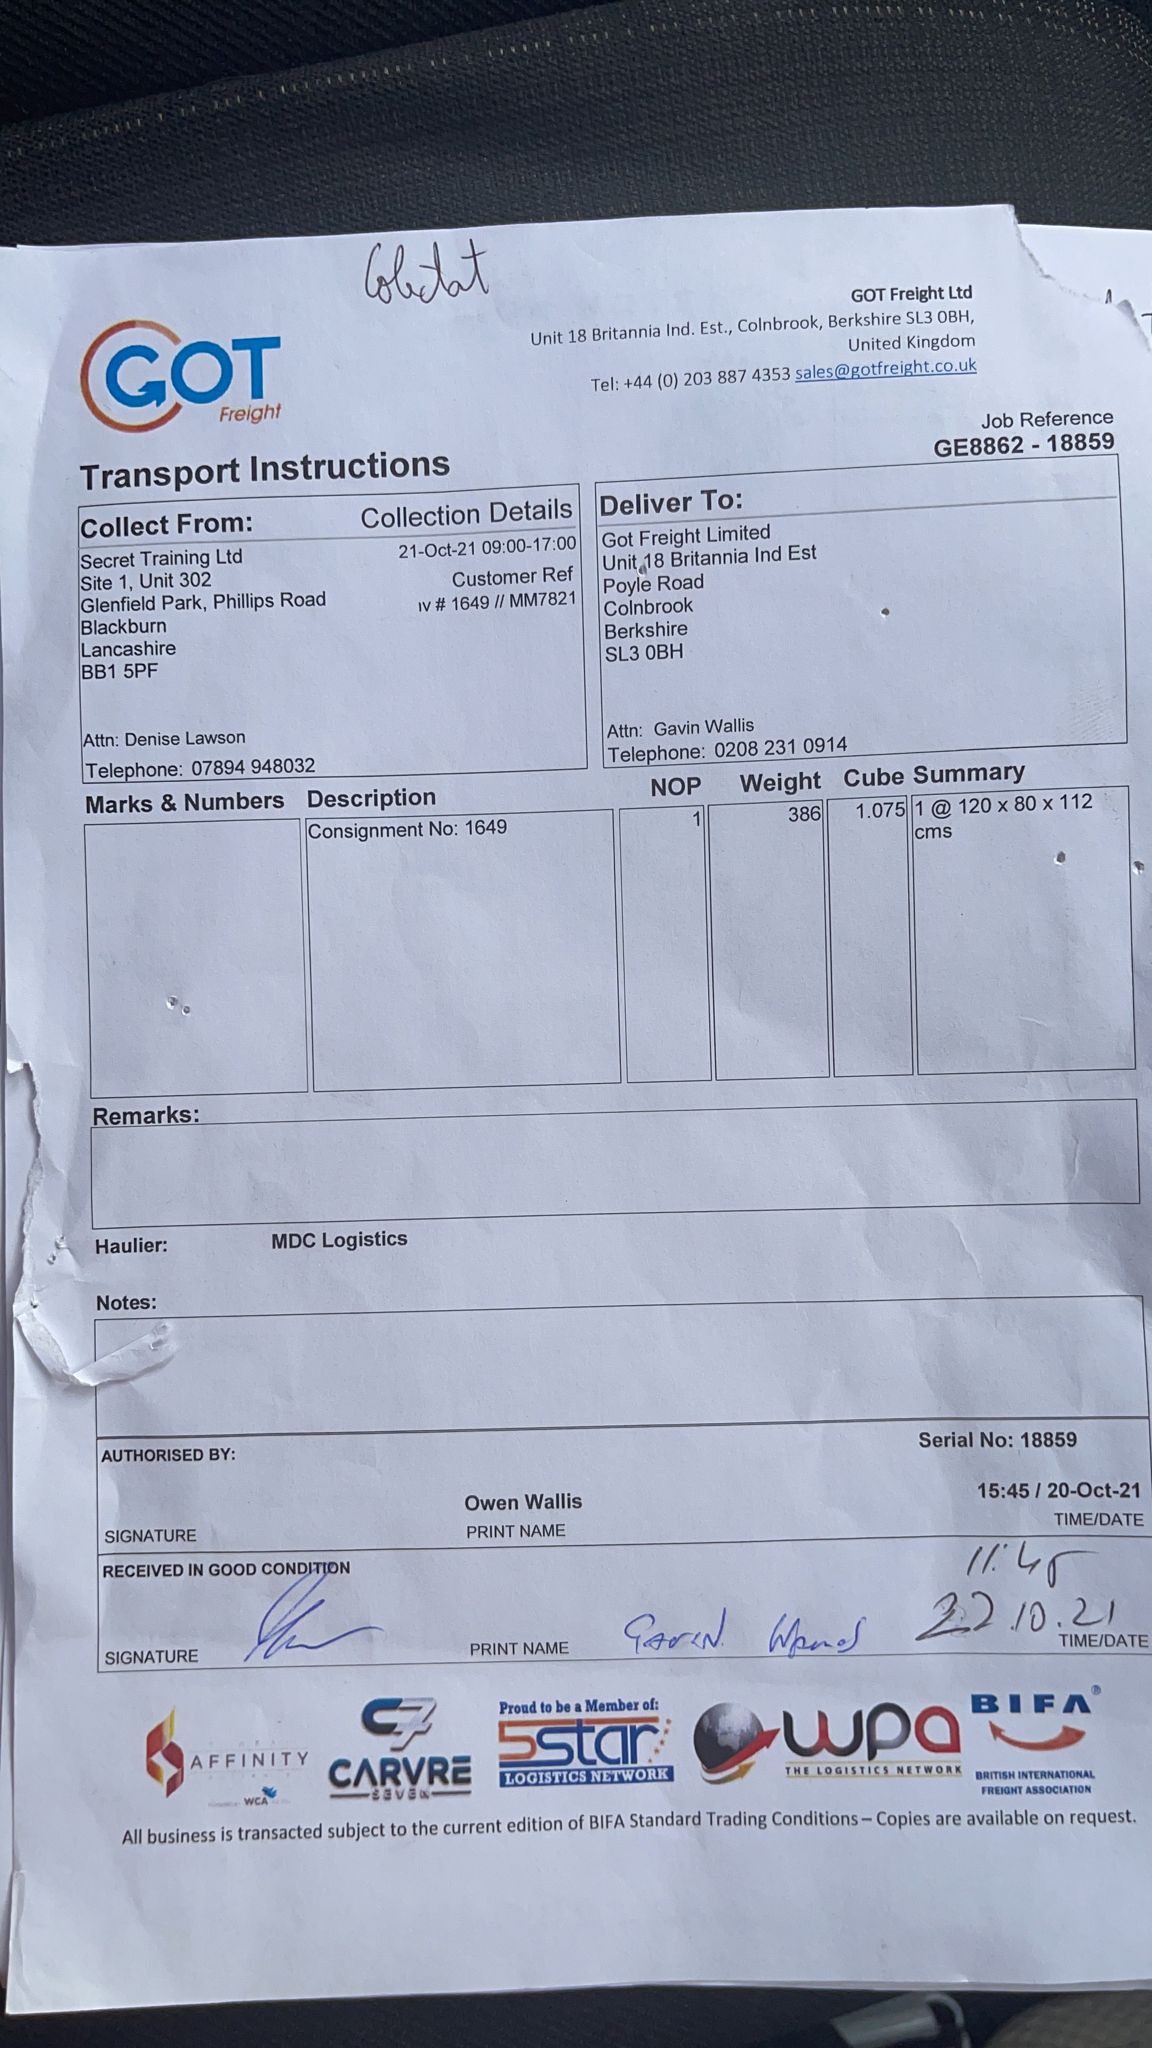 GOT Freight Ltd
Unit 18 Britannia Ind. Est., Colnbrook, Berkshire SL3 0BH,
United Kingdom
Tel: +44 (0) 203 887 4353 sales@gotfreight.co.uk
GOT
Freight
Job Reference
GE8862 - 18859
Transport Instructions
Collect From: Collection Details
Secret Training Ltd 21-Oct-21 09:00-17:00
Site 1, Unit 302 Customer Ref
Glenfield Park, Phillips Road iv # 1649 // MM7821
Blackburn
Lancashire
BB1 5PF
Attn: Denise Lawson
Telephone: 07894 948032
Deliver To:
Got Freight Limited
Unit 18 Britannia Ind Est
Poyle Road
Colnbrook
Berkshire
SL3 0BH
Attn: Gavin Wallis
Telephone: 0208 231 0914
Marks & Numbers Description NOP Weight Cube Summary
Consignment No: 1649 1 386 1.075 1 @ 120 x 80 x 112
cms
Remarks:
Haulier: MDC Logistics
Notes:
AUTHORISED BY: Serial No: 18859
Owen Wallis 15:45 / 20-Oct-21
SIGNATURE PRINT NAME TIME/DATE
RECEIVED IN GOOD CONDITION 11:45
22.10.21
SIGNATURE PRINT NAME TIME/DATE
AFFINITY
WCA
C7
CARVRE
SEVEN
Proud to be a Member of:
5star
LOGISTICS NETWORK
wpa
THE LOGISTICS NETWORK
BIFA®
BRITISH INTERNATIONAL
FREIGHT ASSOCIATION
All business is transacted subject to the current edition of BIFA Standard Trading Conditions – Copies are available on request.